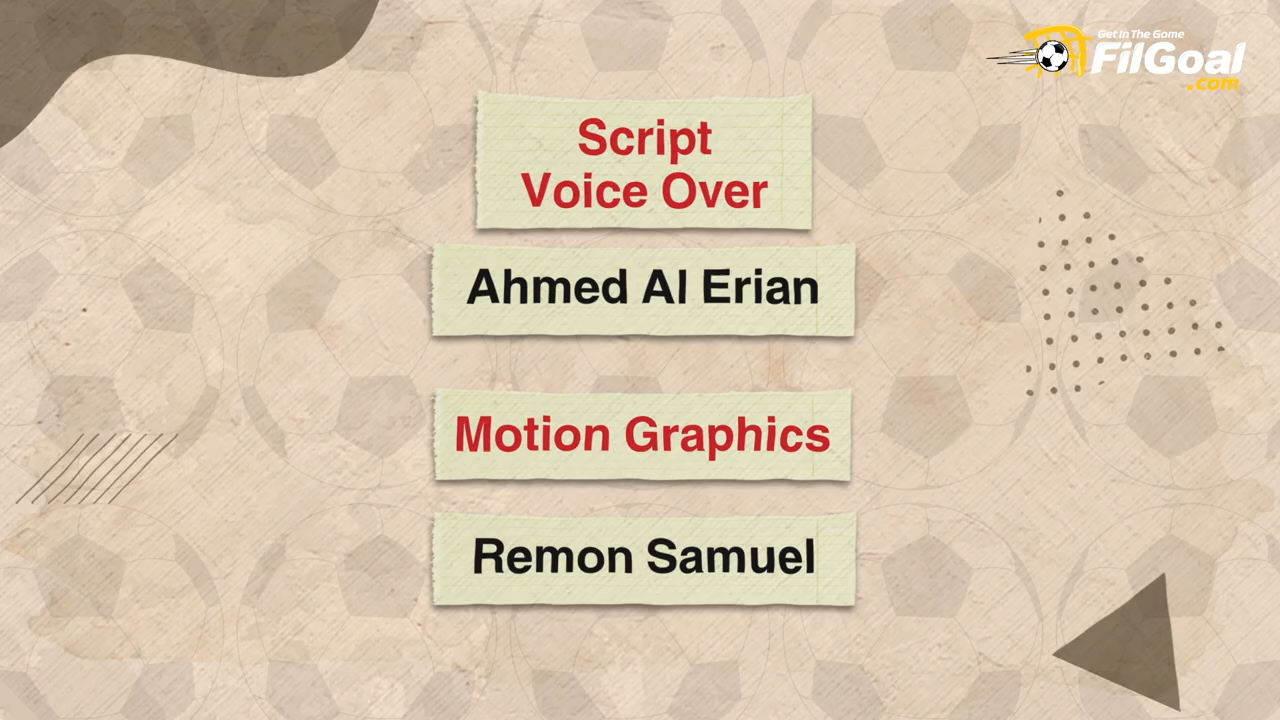 Get In The Game
FilGoal
.com
Script
Voice Over
Ahmed Al Erian
Motion Graphics
Remon Samuel